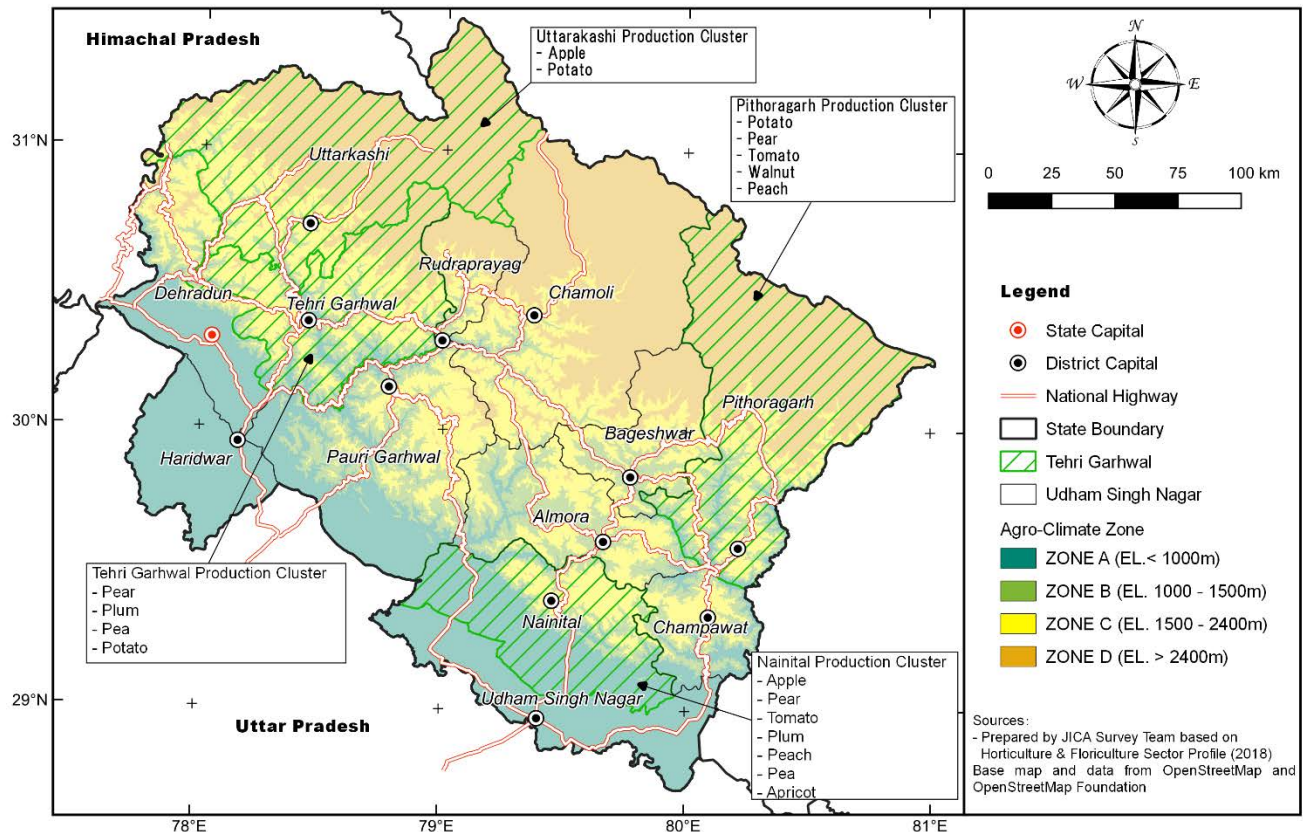 Himachal Pradesh
Uttarakashi Production Cluster
- Apple
- Potato
Pithoragarh Production Cluster
- Potato
- Pear
- Tomato
- Walnut
- Peach
31°N
30°N
29°N
Uttarkashi
Rudraprayag
Dehradun
Tehri Garhwal
Chamoli
Pithoragarh
Bageshwar
Haridwar
Pauri Garhwal
Almora
Nainital
Champawat
Udham Singh Nagar
Tehri Garhwal Production Cluster
- Pear
- Plum
- Pea
- Potato
Nainital Production Cluster
- Apple
- Pear
- Tomato
- Plum
- Peach
- Pea
- Apricot
Uttar Pradesh
78°E 79°E 80°E 81°E
N
W E
S
0 25 50 75 100 km
Legend
State Capital
District Capital
National Highway
State Boundary
Tehri Garhwal
Udham Singh Nagar
Agro-Climate Zone
ZONE A (EL.< 1000m)
ZONE B (EL. 1000 - 1500m)
ZONE C (EL. 1500 - 2400m)
ZONE D (EL. > 2400m)
Sources:
- Prepared by JICA Survey Team based on
Horticulture & Floriculture Sector Profile (2018)
Base map and data from OpenStreetMap and
OpenStreetMap Foundation